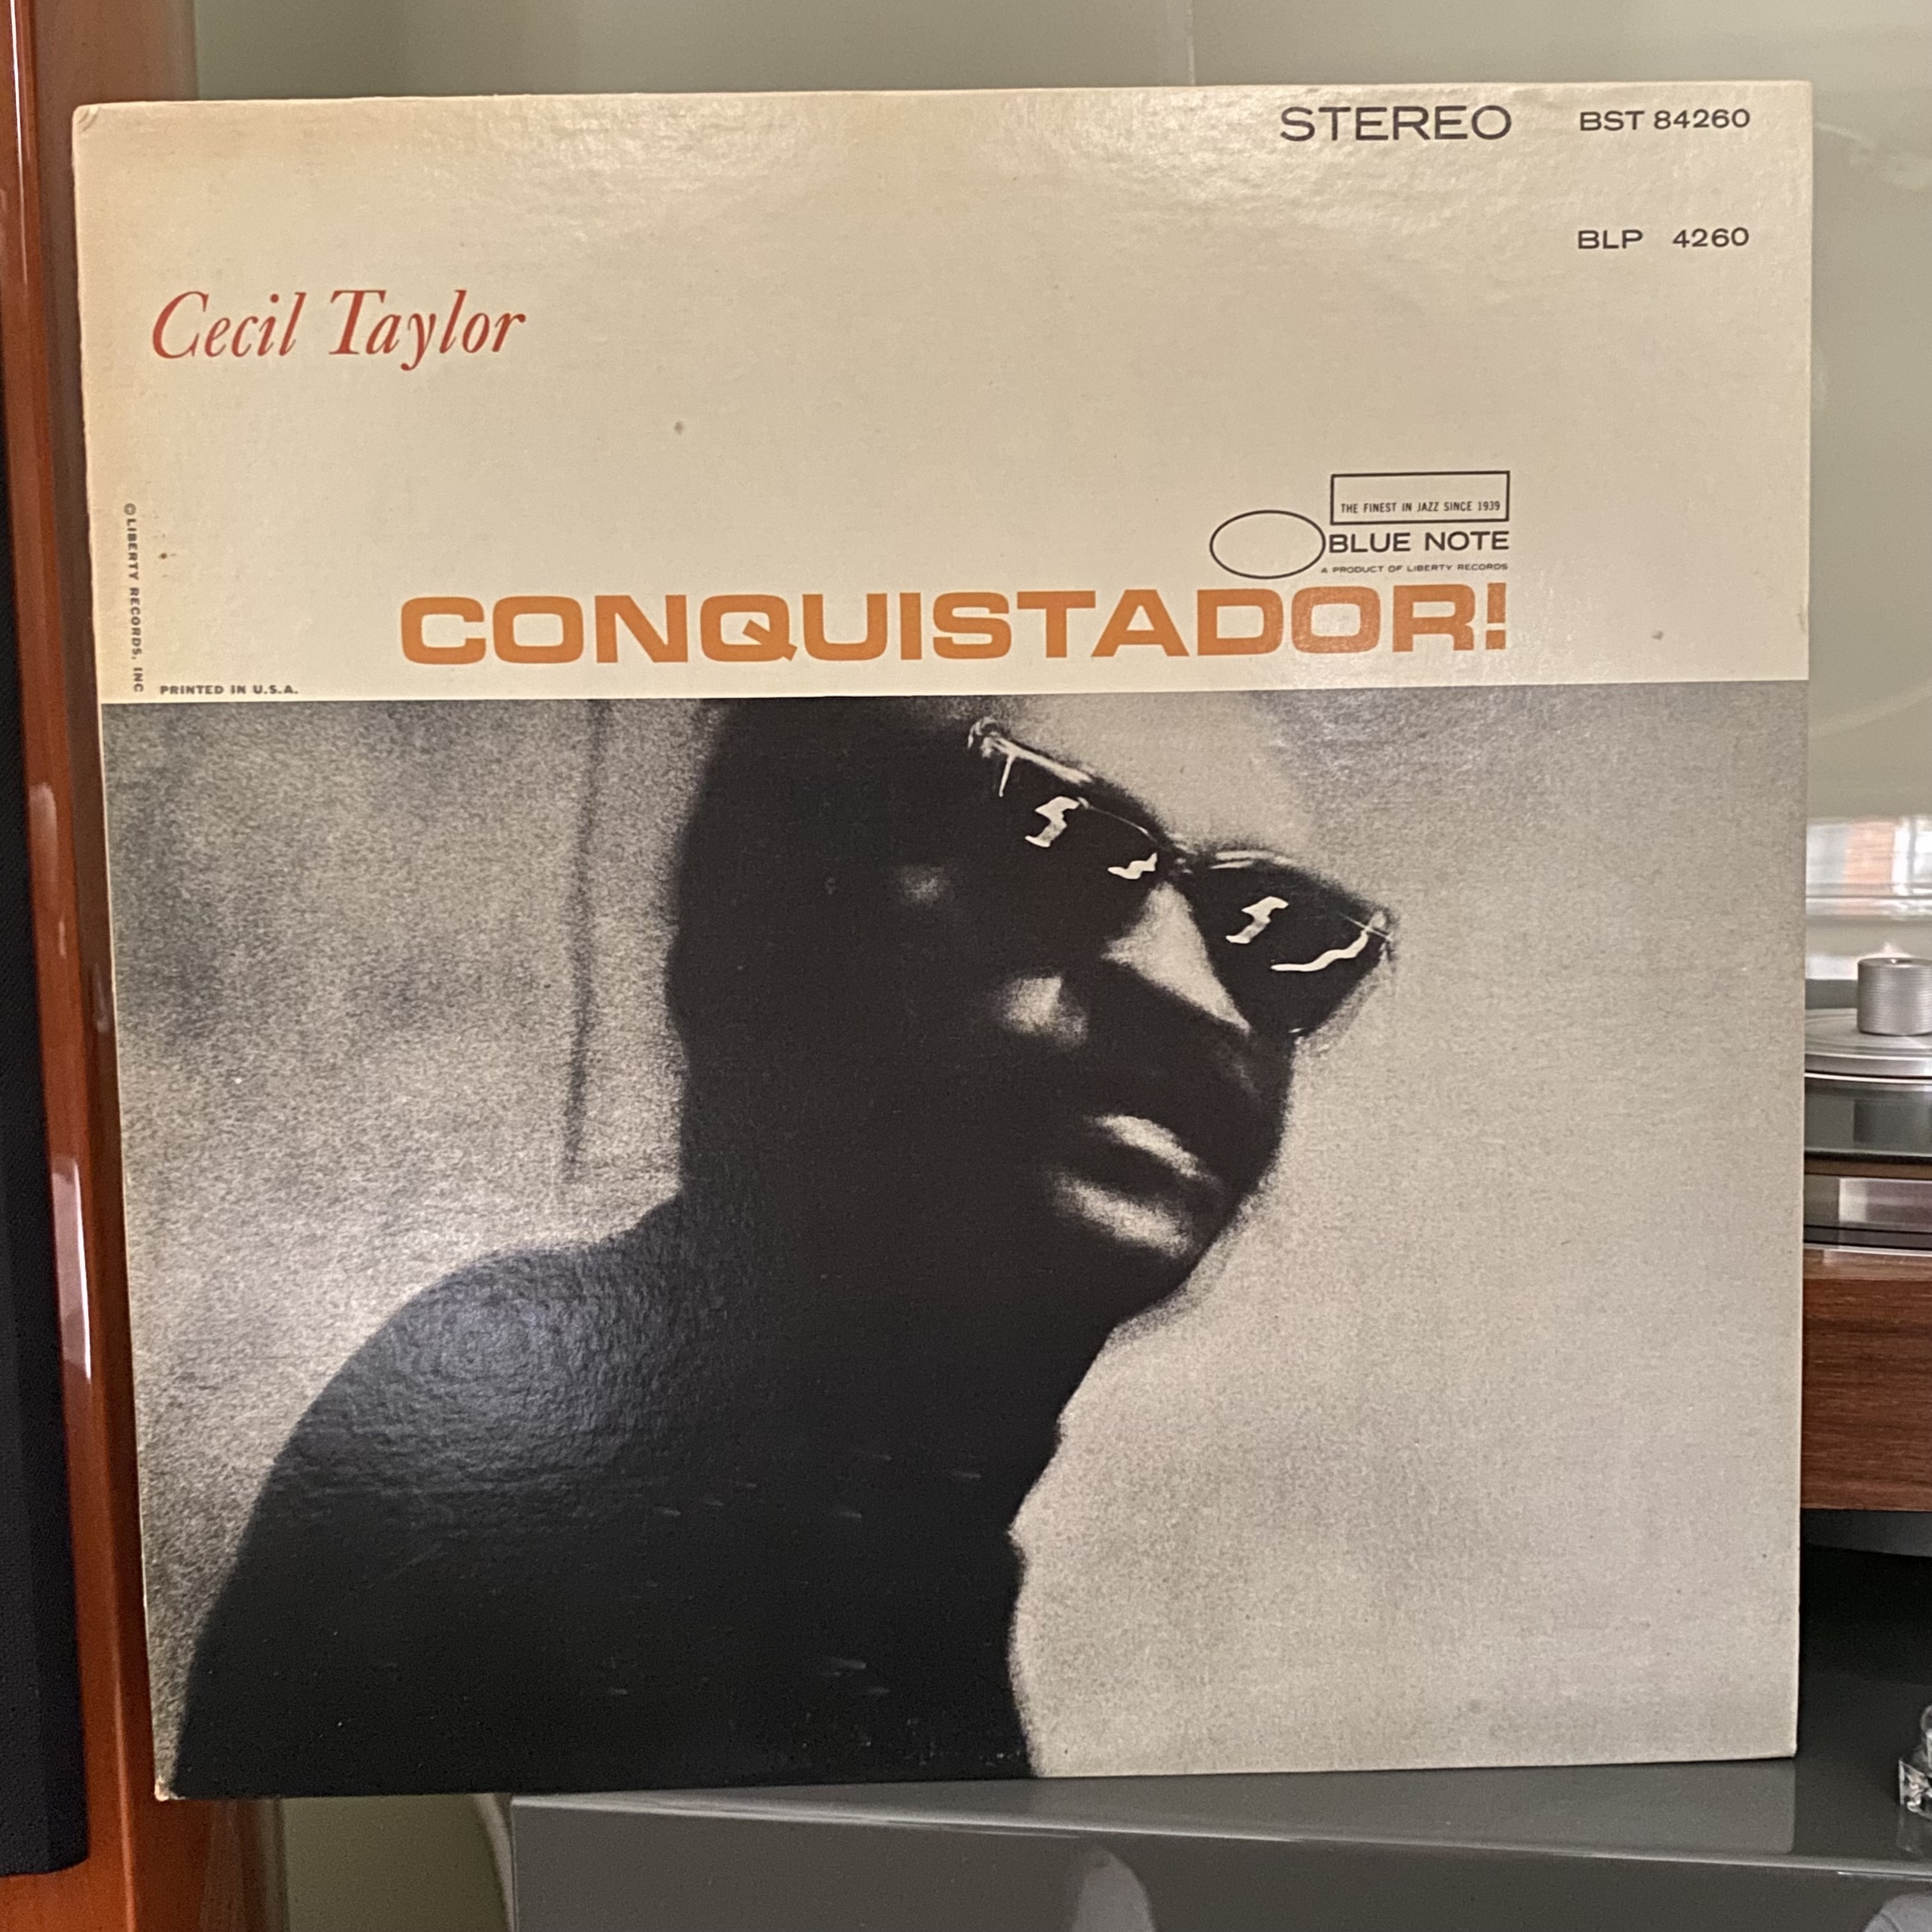 STEREO BST 84260
BLP 4260
Cecil Taylor
THE FINEST IN JAZZ SINCE 1939
BLUE NOTE
A PRODUCT OF LIBERTY RECORDS
CONQUISTADOR!
© LIBERTY RECORDS, INC
PRINTED IN U.S.A.